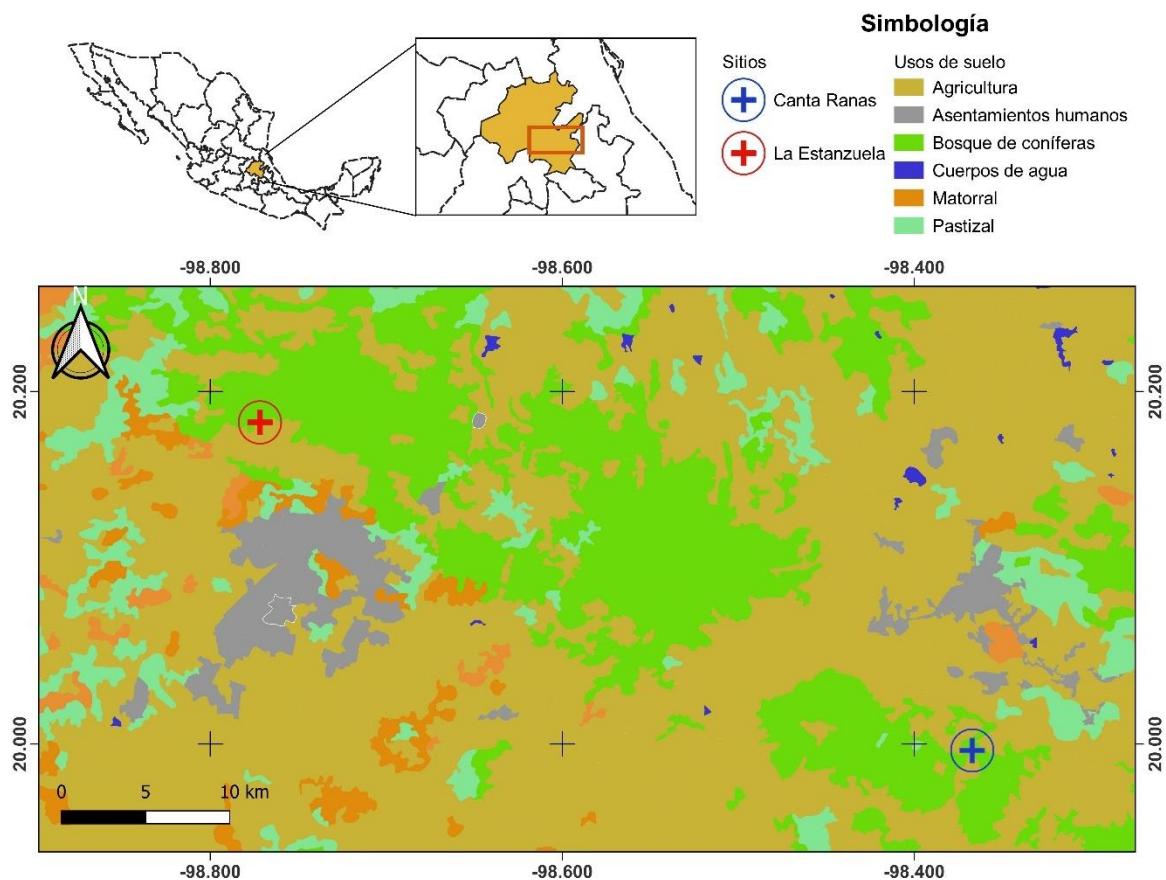 Simbología
Sitios
Canta Ranas
La Estanzuela
Usos de suelo
Agricultura
Asentamientos humanos
Bosque de coníferas
Cuerpos de agua
Matorral
Pastizal
-98.800 -98.600 -98.400
N
20.200 20.200
20.000 20.000
0 5 10 km
-98.800 -98.600 -98.400